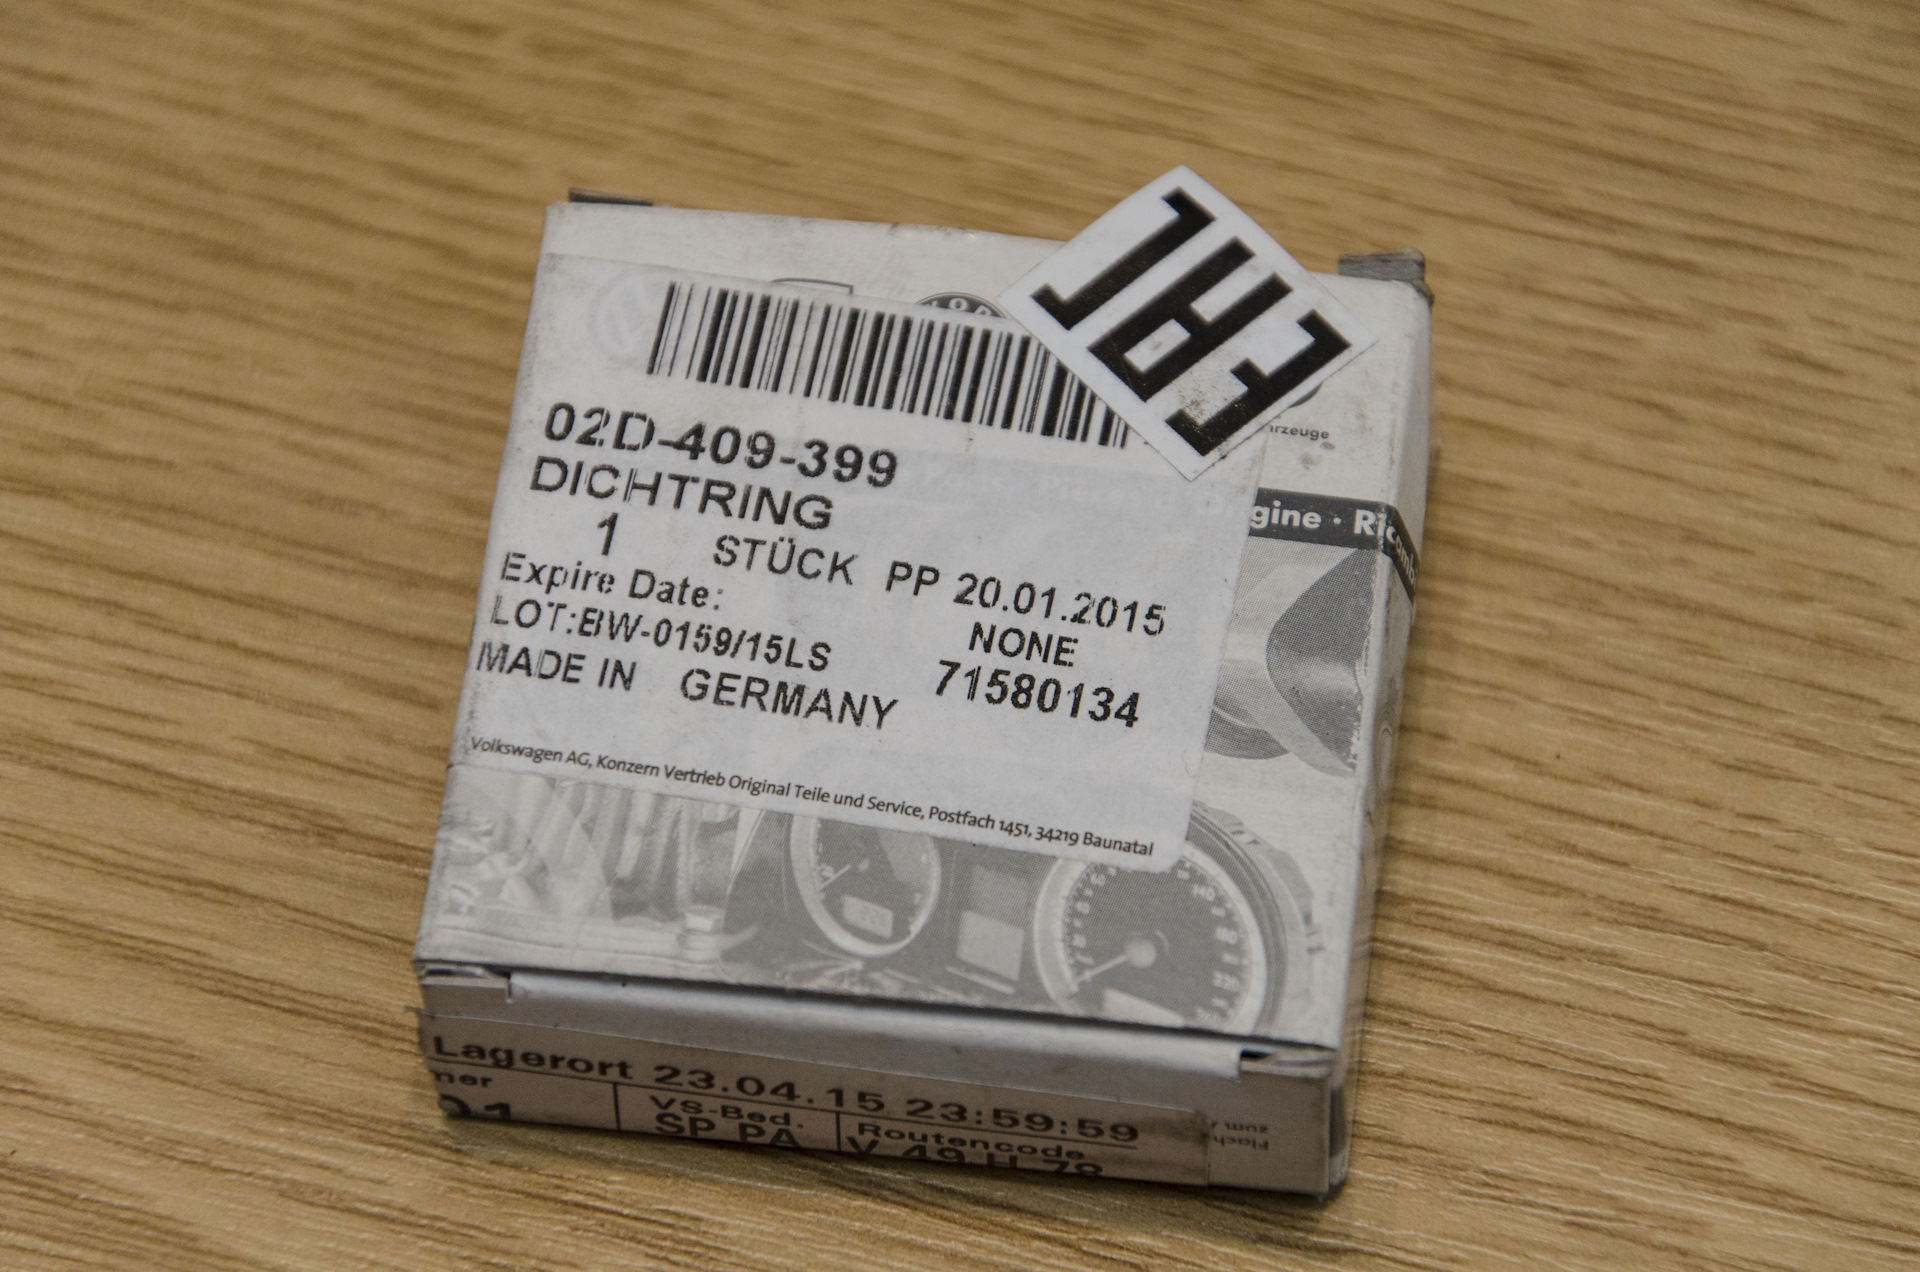 02D-409-399
DICHTRING
1 STÜCK PP 20.01.2015
Expire Date: NONE
LOT:BW-0159/15LS 71580134
MADE IN GERMANY
Volkswagen AG, Konzern Vertrieb Original Teile und Service, Postfach 1451, 34219 Baunatal
Lagerort 23.04.15 23:59:59
VS-Bed.
SP PA
Routencode
V 49 H 78